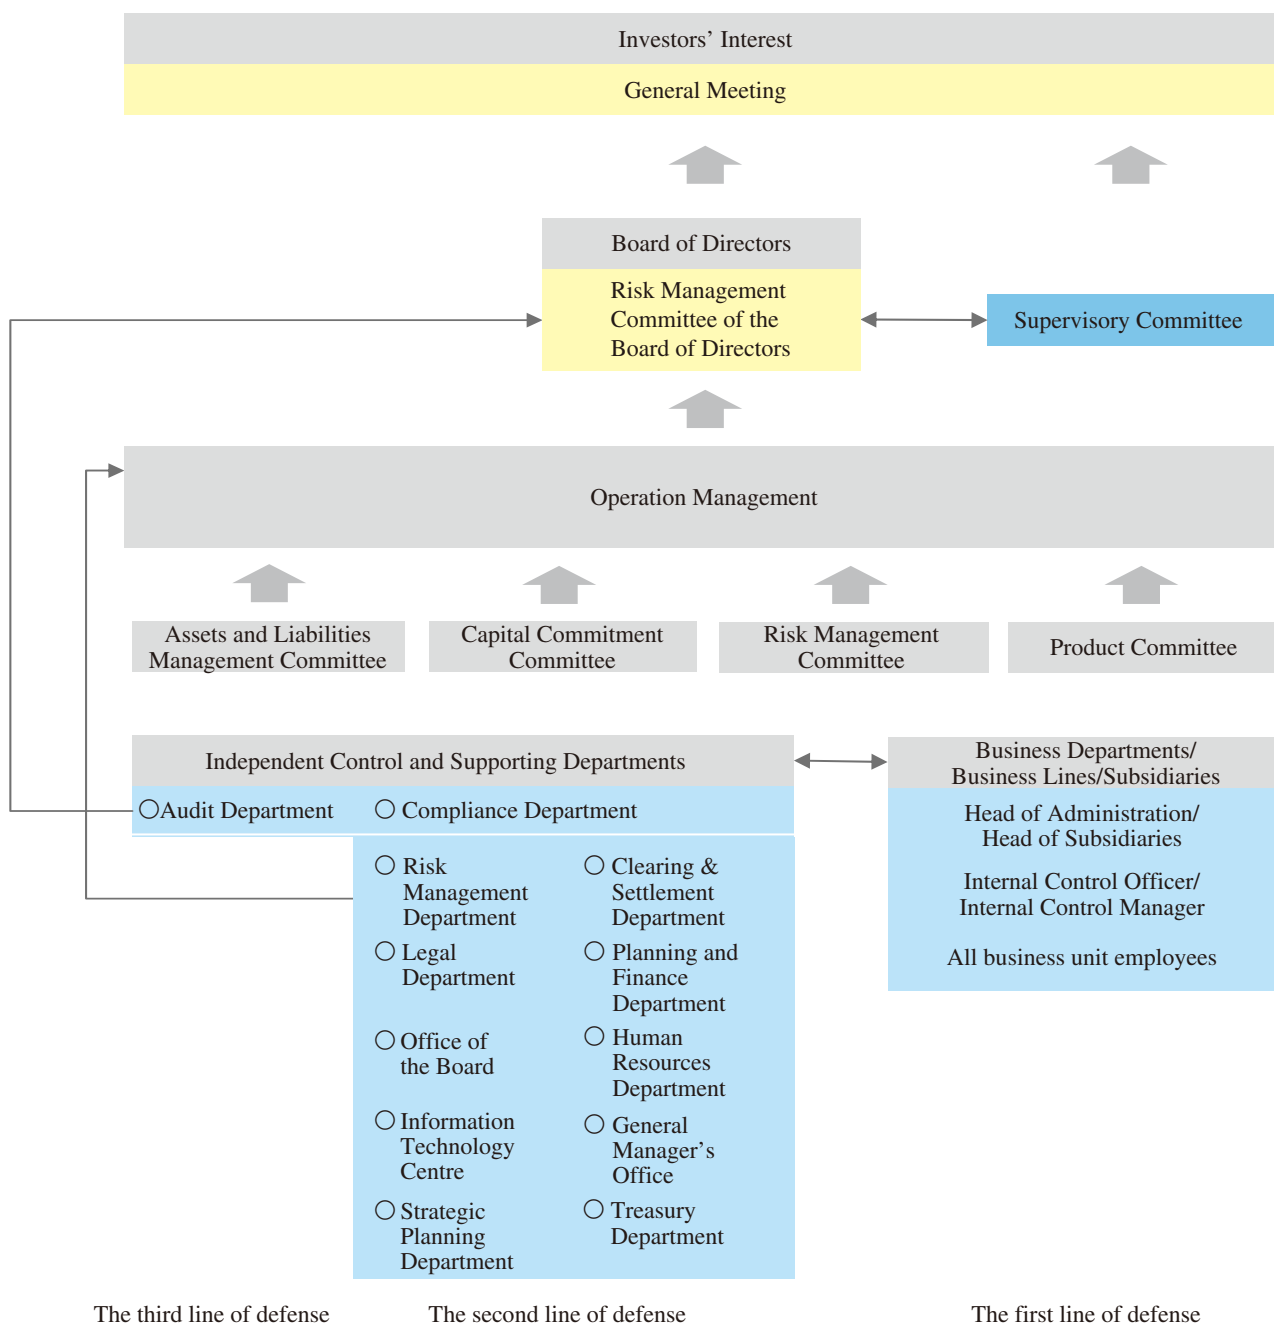 Investors’ Interest
General Meeting
Board of Directors
Risk Management
Committee of the
Board of Directors
Supervisory Committee
Operation Management
Assets and Liabilities
Management Committee
Capital Commitment
Committee
Risk Management
Committee
Product Committee
Independent Control and Supporting Departments
Audit Department
Compliance Department
Risk
Management
Department
Legal
Department
Office of
the Board
Information
Technology
Centre
Strategic
Planning
Department
Clearing &
Settlement
Department
Planning and
Finance
Department
Human
Resources
Department
General
Manager’s
Office
Treasury
Department
Business Departments/
Business Lines/Subsidiaries
Head of Administration/
Head of Subsidiaries
Internal Control Officer/
Internal Control Manager
All business unit employees
The third line of defense
The second line of defense
The first line of defense